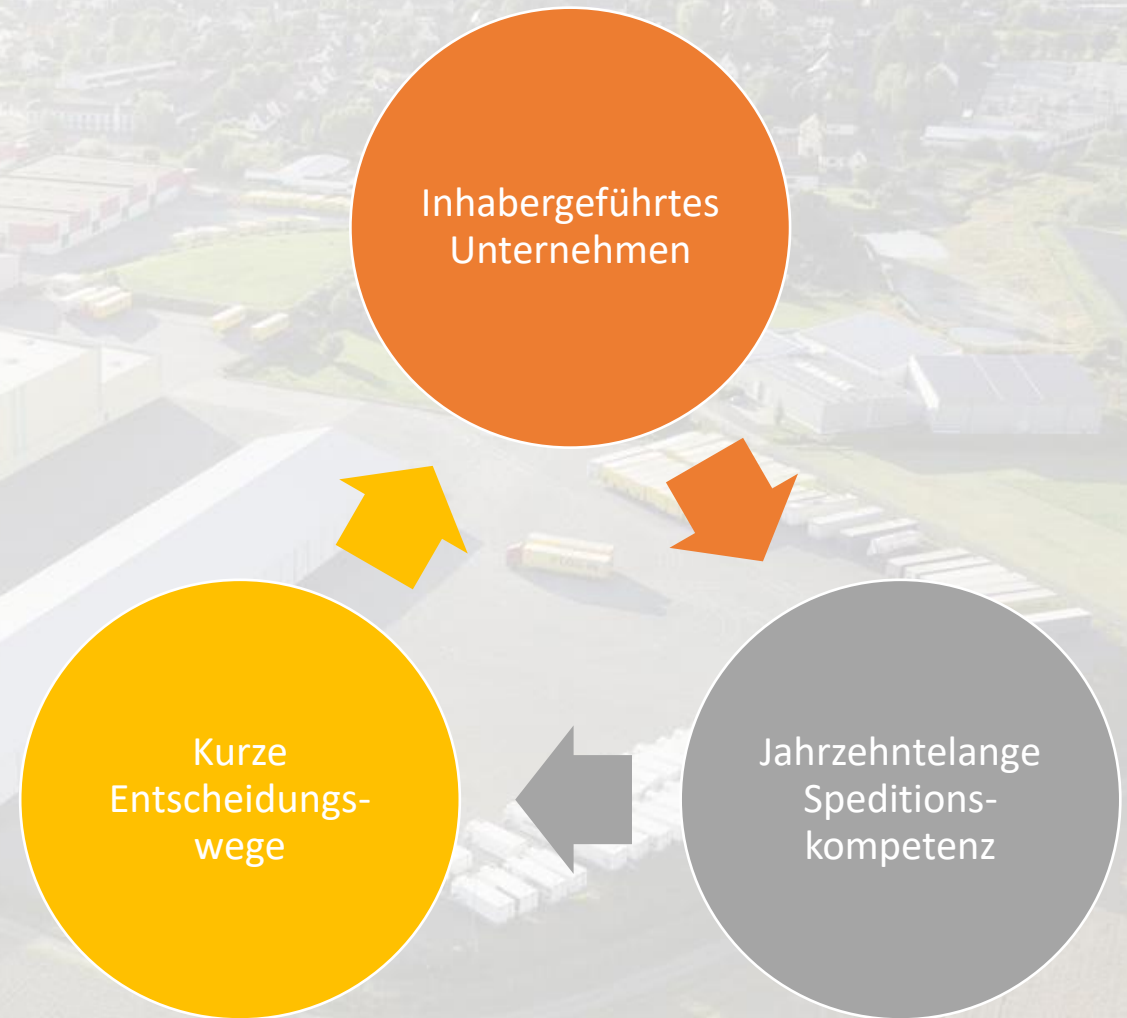 Inhabergeführtes
Unternehmen
Jahrzehntelange
Speditions-
kompetenz
Kurze
Entscheidungs-
wege